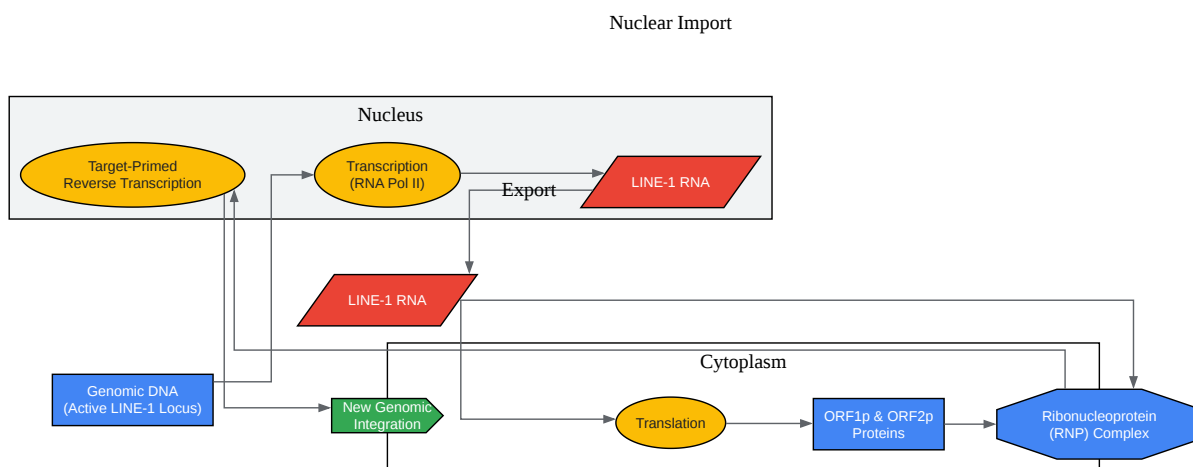 Nuclear Import
Nucleus
Target-Primed
Reverse Transcription
Transcription
(RNA Pol II)
LINE-1 RNA
Export
LINE-1 RNA
Cytoplasm
Genomic DNA
(Active LINE-1 Locus)
New Genomic
Integration
Translation
ORF1p & ORF2p
Proteins
Ribonucleoprotein
(RNP) Complex